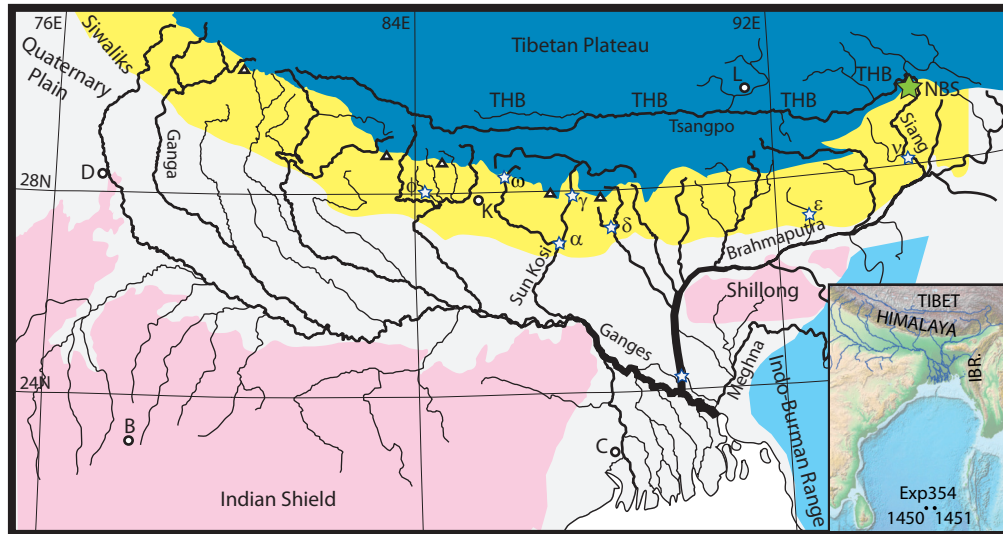 76E
84E
92E
Siwaliks
Quaternary
Plain
Tibetan Plateau
L
THB
NBS
THB
THB
THB
Tsangpo
Siang
Ganga
D
28N
φ
K
ω
γ
δ
α
ε
ν
Brahmaputra
Sun Kosi
Shillong
Ganges
Meghna
24N
B
C
Indo-Burman Range
Indian Shield
TIBET
HIMALAYA
IBR.
Exp354
1450
1451